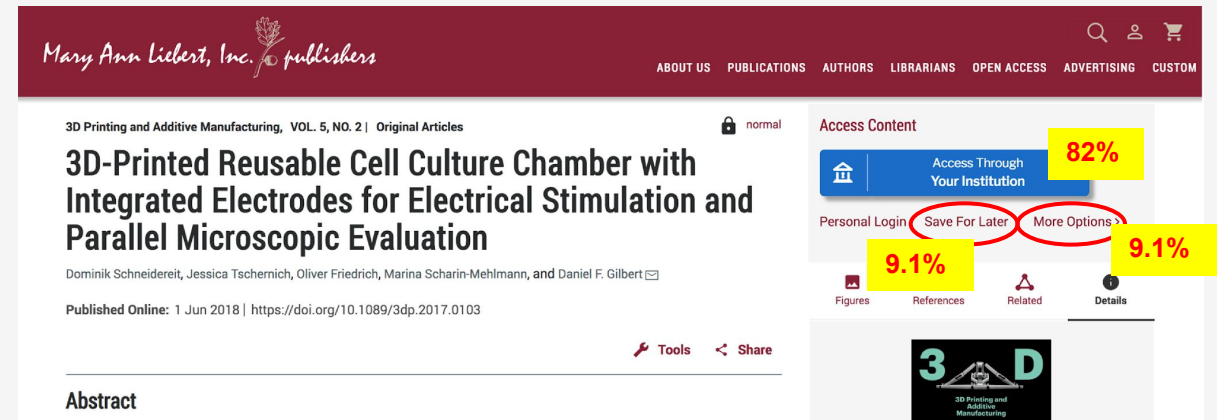 Mary Ann Liebert, Inc. publishers
ABOUT US PUBLICATIONS AUTHORS LIBRARIANS OPEN ACCESS ADVERTISING CUSTOM
3D Printing and Additive Manufacturing, VOL. 5, NO. 2 | Original Articles
normal
3D-Printed Reusable Cell Culture Chamber with
Integrated Electrodes for Electrical Stimulation and
Parallel Microscopic Evaluation
Dominik Schneidereit, Jessica Tschernich, Oliver Friedrich, Marina Scharin-Mehlmann, and Daniel F. Gilbert
Published Online: 1 Jun 2018 | https://doi.org/10.1089/3dp.2017.0103
Tools Share
Abstract
Access Content
Access Through
Your Institution
82%
Personal Login Save For Later More Options >
9.1%
9.1%
Figures References Related Details
3 D
3D Printing and
Additive
Manufacturing